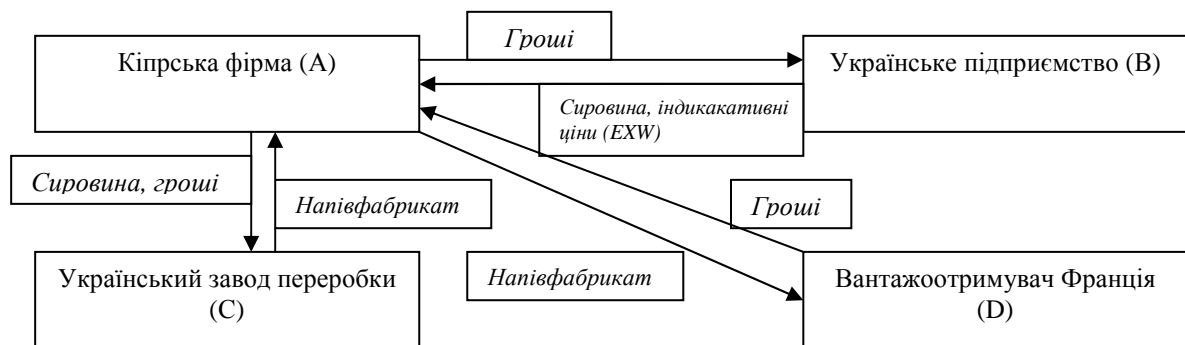 Гроші
Кіпрська фірма (А)
Українське підприємство (В)
Сировина, індикакативні
ціни (EXW)
Сировина, гроші
Напівфабрикат
Гроші
Український завод переробки
(С)
Напівфабрикат
Вантажоотримувач Франція
(D)